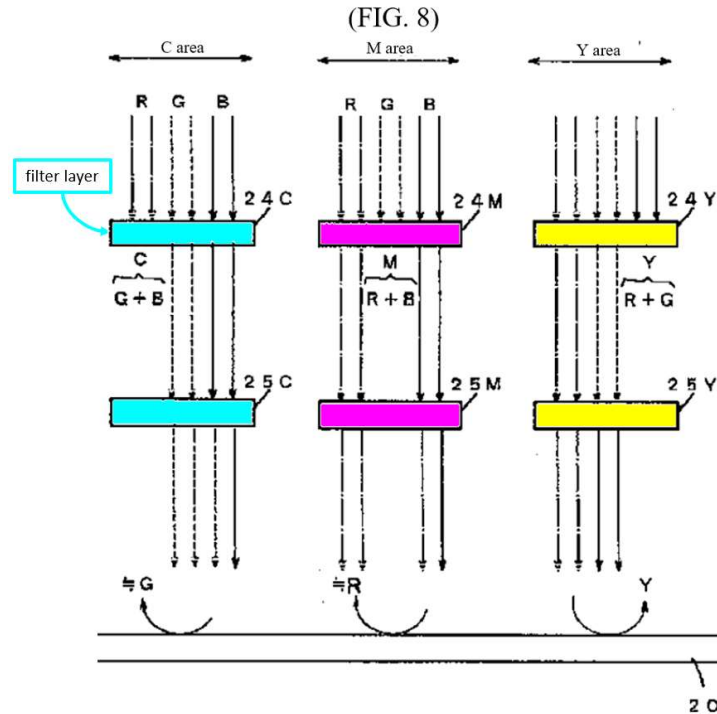 (FIG. 8)
C area M area Y area
R G B R G B
filter layer
24C 24M 24Y
C M Y
G+B R+B R+G
25C 25M 25Y
≒G ≒R Y
20